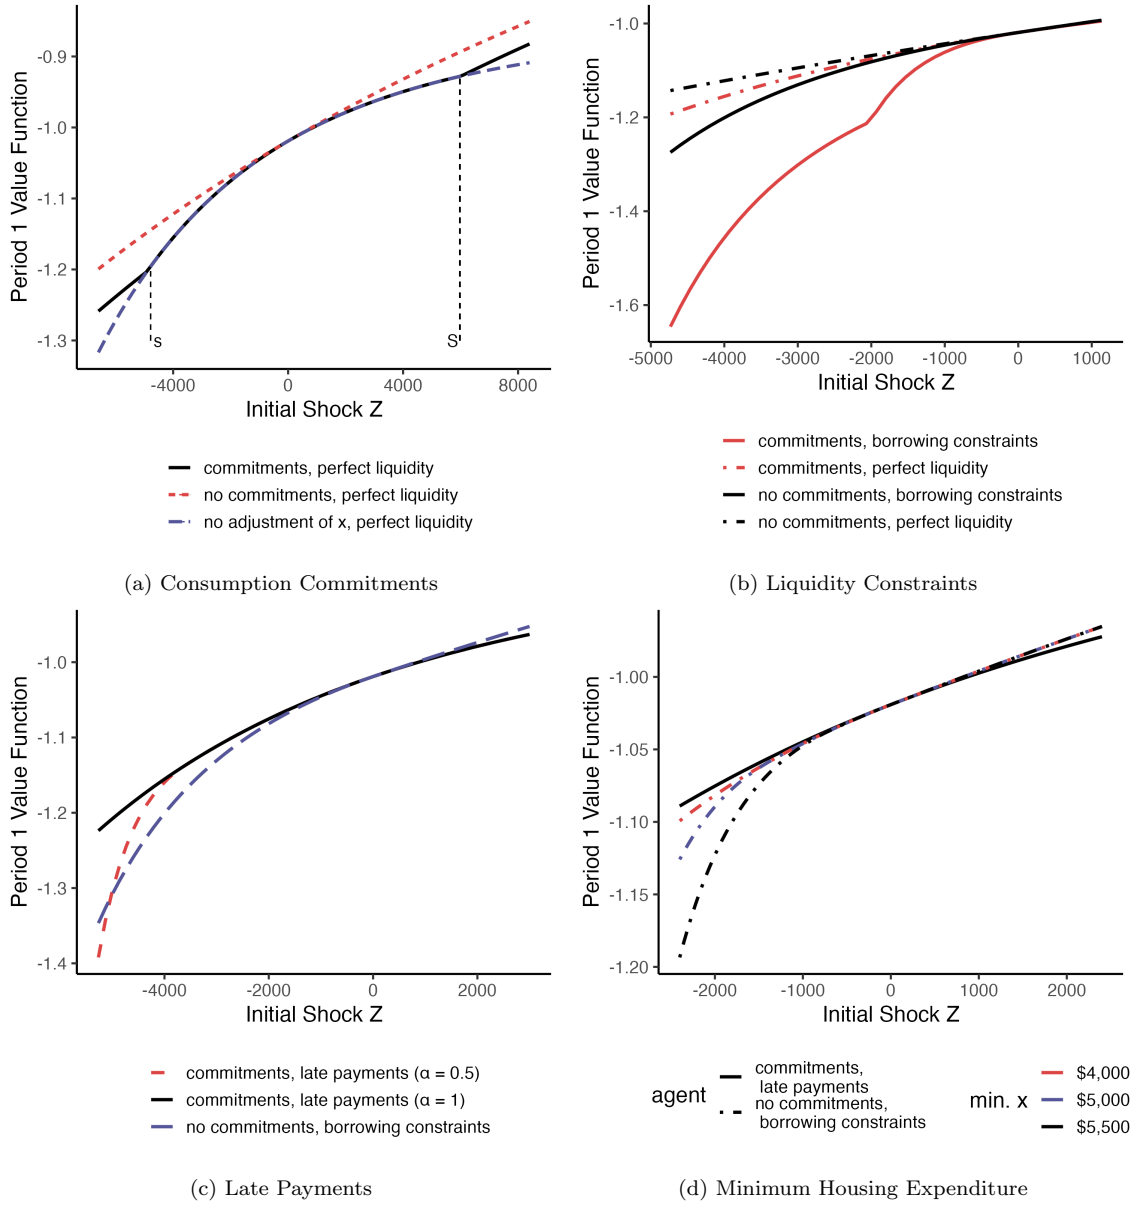 Period 1 Value Function
-0.9
-1.0
-1.1
-1.2
-1.3
s
S
-4000 0 4000 8000
Initial Shock Z
commitments, perfect liquidity
no commitments, perfect liquidity
no adjustment of x, perfect liquidity
(a) Consumption Commitments
Period 1 Value Function
-1.0
-1.2
-1.4
-1.6
-5000 -4000 -3000 -2000 -1000 0 1000
Initial Shock Z
commitments, borrowing constraints
commitments, perfect liquidity
no commitments, borrowing constraints
no commitments, perfect liquidity
(b) Liquidity Constraints
Period 1 Value Function
-1.0
-1.1
-1.2
-1.3
-1.4
-4000 -2000 0 2000
Initial Shock Z
commitments, late payments (α = 0.5)
commitments, late payments (α = 1)
no commitments, borrowing constraints
(c) Late Payments
Period 1 Value Function
-1.00
-1.05
-1.10
-1.15
-1.20
-2000 -1000 0 1000 2000
Initial Shock Z
agent
commitments,
late payments
no commitments,
borrowing constraints
min. x
$4,000
$5,000
$5,500
(d) Minimum Housing Expenditure